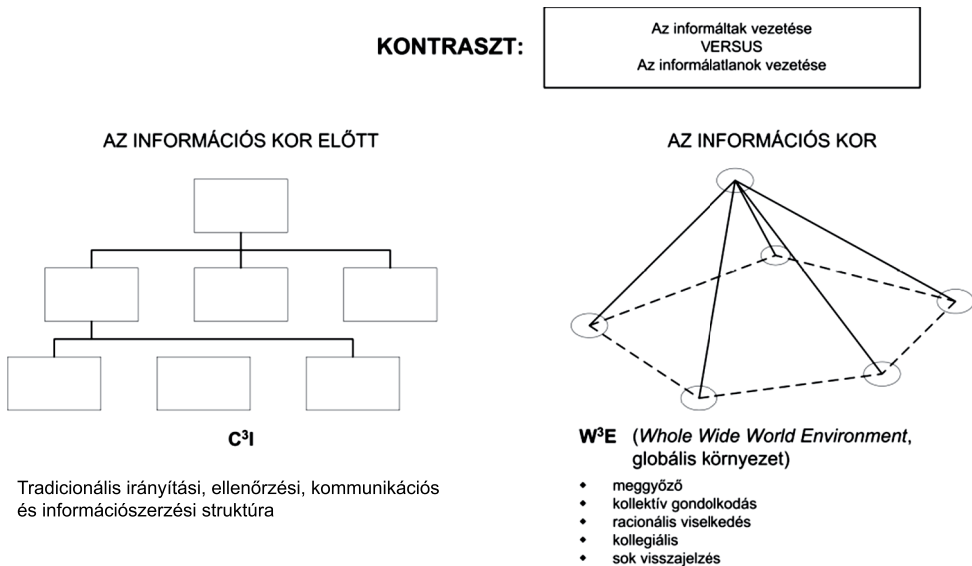 KONTRASZT:
Az informáltak vezetése
VERSUS
Az informálatlanok vezetése
AZ INFORMÁCIÓS KOR ELŐTT
C³I
Tradicionális irányítási, ellenőrzési, kommunikációs
és információszerzési struktúra
AZ INFORMÁCIÓS KOR
W³E (Whole Wide World Environment,
globális környezet)
◆ meggyőző
◆ kollektív gondolkodás
◆ racionális viselkedés
◆ kollegiális
◆ sok visszajelzés